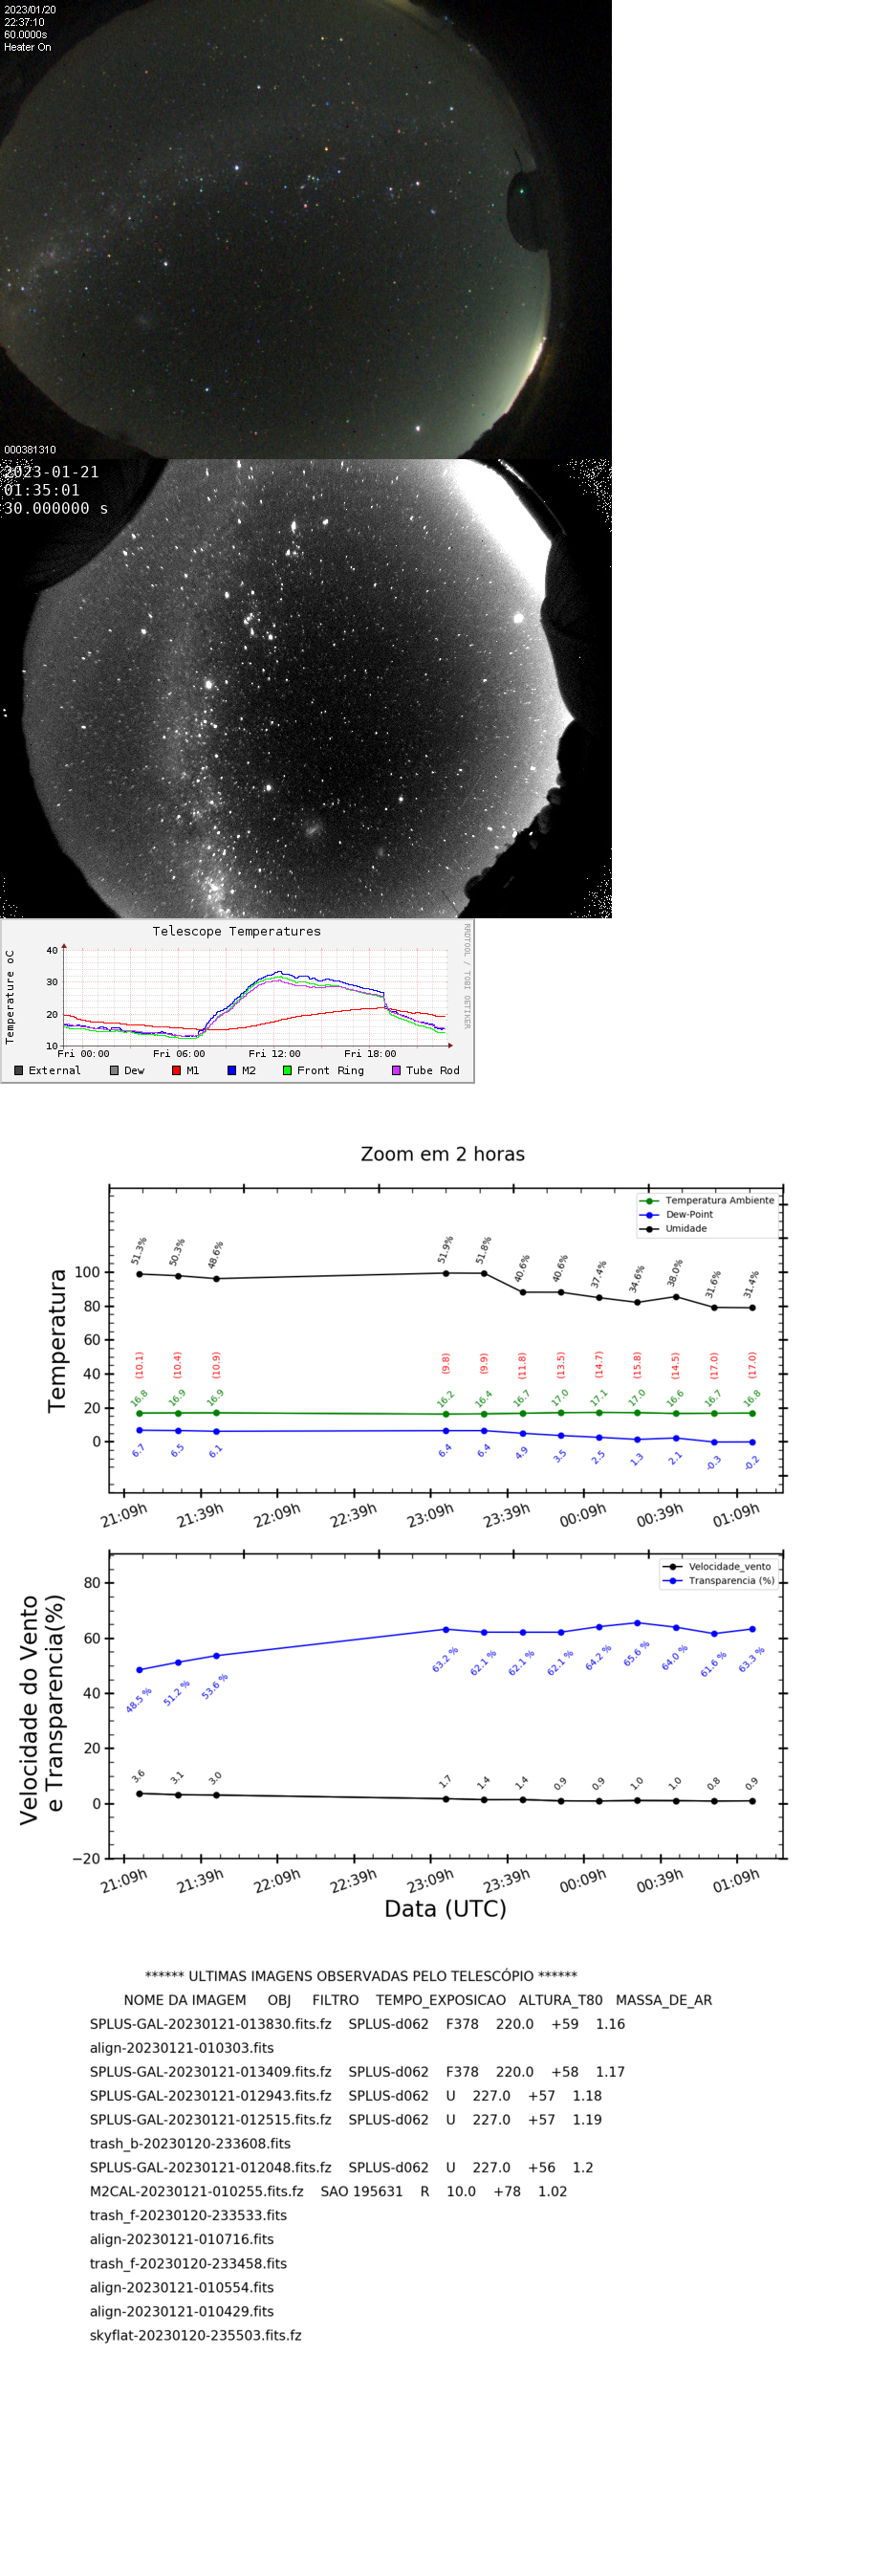 2023/01/20
22:37:10
60.0000s
Heater On
000381310
2023-01-21
01:35:01
30.000000 s
Telescope Temperatures
RRDTOOL / TOBI OETIKER
Temperature oC
40
30
20
10
Fri 00:00 Fri 06:00 Fri 12:00 Fri 18:00
External Dew M1 M2 Front Ring Tube Rod
Zoom em 2 horas
Temperatura Ambiente
Dew-Point
Umidade
Temperatura
100
80
60
40
20
0
51.3% 50.3% 48.6% 51.9% 51.8% 40.6% 40.6% 37.4% 34.6% 38.0% 31.6% 31.4%
(10.1) (10.4) (10.9) (9.8) (9.9) (11.8) (13.5) (14.7) (15.8) (14.5) (17.0) (17.0)
16.8 16.9 16.9 16.2 16.4 16.7 17.0 17.1 17.0 16.6 16.7 16.8
6.7 6.5 6.1 6.4 6.4 4.9 3.5 2.5 1.3 2.1 -0.3 -0.2
21:09h 21:39h 22:09h 22:39h 23:09h 23:39h 00:09h 00:39h 01:09h
Velocidade_vento
Transparencia (%)
Velocidade do Vento
e Transparencia(%)
80
60
40
20
0
−20
48.5 % 51.2 % 53.6 % 63.2 % 62.1 % 62.1 % 62.1 % 64.2 % 65.6 % 64.0 % 61.6 % 63.3 %
3.6 3.1 3.0 1.7 1.4 1.4 0.9 0.9 1.0 1.0 0.8 0.9
21:09h 21:39h 22:09h 22:39h 23:09h 23:39h 00:09h 00:39h 01:09h
Data (UTC)
****** ULTIMAS IMAGENS OBSERVADAS PELO TELESCÓPIO ******
NOME DA IMAGEM OBJ FILTRO TEMPO_EXPOSICAO ALTURA_T80 MASSA_DE_AR
SPLUS-GAL-20230121-013830.fits.fz SPLUS-d062 F378 220.0 +59 1.16
align-20230121-010303.fits
SPLUS-GAL-20230121-013409.fits.fz SPLUS-d062 F378 220.0 +58 1.17
SPLUS-GAL-20230121-012943.fits.fz SPLUS-d062 U 227.0 +57 1.18
SPLUS-GAL-20230121-012515.fits.fz SPLUS-d062 U 227.0 +57 1.19
trash_b-20230120-233608.fits
SPLUS-GAL-20230121-012048.fits.fz SPLUS-d062 U 227.0 +56 1.2
M2CAL-20230121-010255.fits.fz SAO 195631 R 10.0 +78 1.02
trash_f-20230120-233533.fits
align-20230121-010716.fits
trash_f-20230120-233458.fits
align-20230121-010554.fits
align-20230121-010429.fits
skyflat-20230120-235503.fits.fz